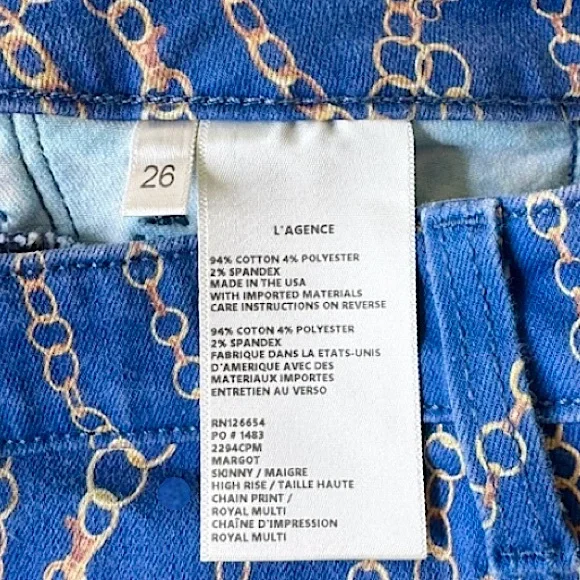 26
L'AGENCE
94% COTTON 4% POLYESTER
2% SPANDEX
MADE IN THE USA
WITH IMPORTED MATERIALS
CARE INSTRUCTIONS ON REVERSE
94% COTON 4% POLYESTER
2% SPANDEX
FABRIQUE DANS LA ETATS-UNIS
D'AMERIQUE AVEC DES
MATERIAUX IMPORTES
ENTRETIEN AU VERSO
RN126654
PO # 1483
2294CPM
MARGOT
SKINNY / MAIGRE
HIGH RISE / TAILLE HAUTE
CHAIN PRINT /
ROYAL MULTI
CHAÎNE D'IMPRESSION
ROYAL MULTI